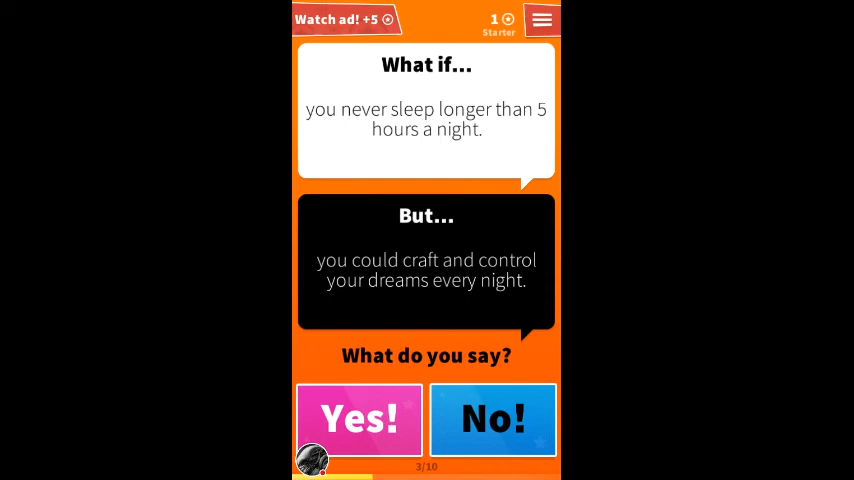 Watch ad! +5
1
Starter
What if...
you never sleep longer than 5
hours a night.
But...
you could craft and control
your dreams every night.
What do you say?
Yes!
No!
3/10